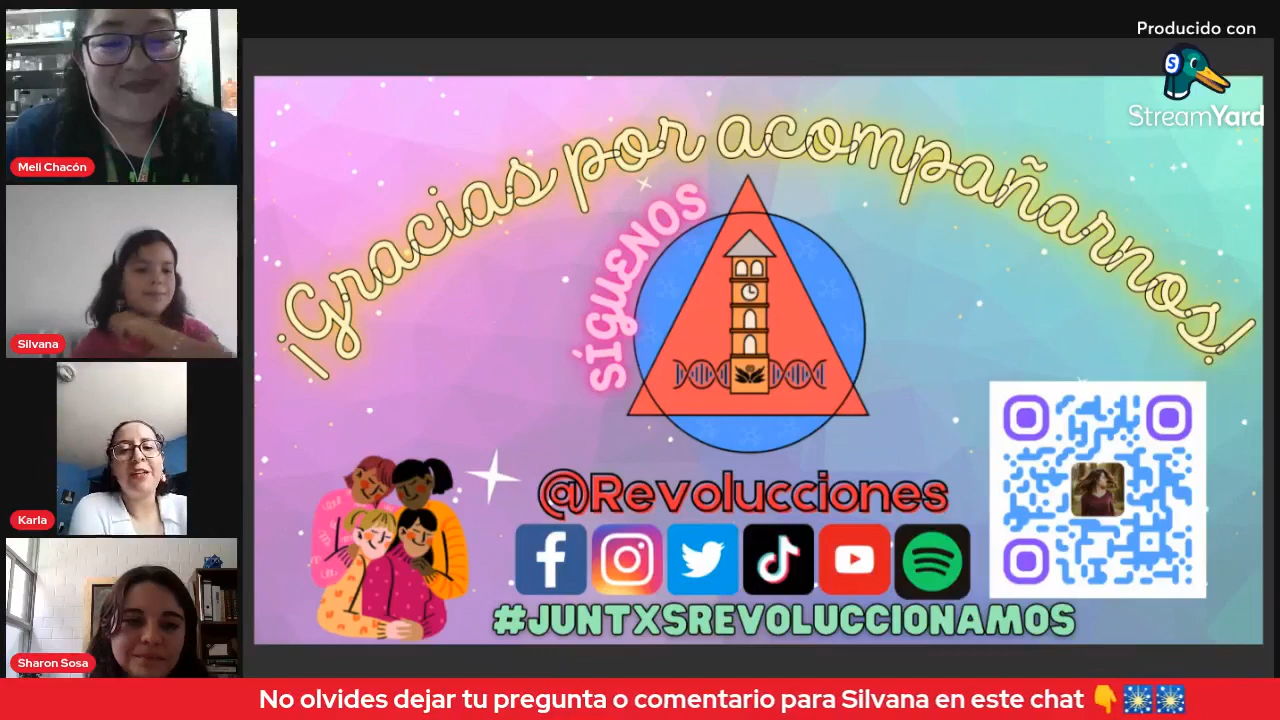 Producido con
StreamYard
¡Gracias por acompañarnos!
SÍGUENOS
@Revolucciones
#JUNTXSREVOLUCCIONAMOS
Meli Chacón
Silvana
Karla
Sharon Sosa
No olvides dejar tu pregunta o comentario para Silvana en este chat 👇🎇🎇